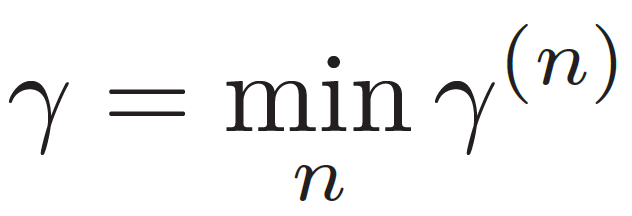 γ = min_n γ^(n)